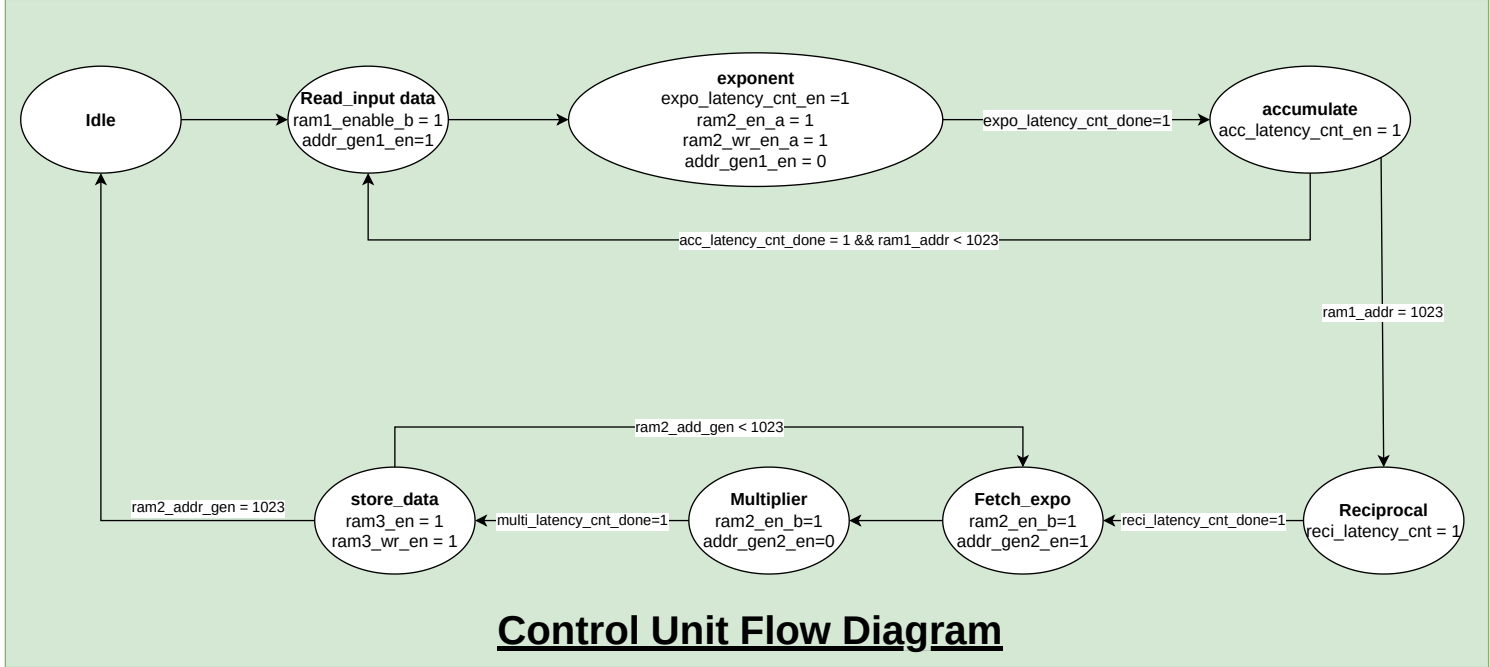 Idle
Read_input data
ram1_enable_b = 1
addr_gen1_en=1
exponent
expo_latency_cnt_en =1
ram2_en_a = 1
ram2_wr_en_a = 1
addr_gen1_en = 0
expo_latency_cnt_done=1
accumulate
acc_latency_cnt_en = 1
acc_latency_cnt_done = 1 && ram1_addr < 1023
ram1_addr = 1023
ram2_add_gen < 1023
ram2_addr_gen = 1023
store_data
ram3_en = 1
ram3_wr_en = 1
multi_latency_cnt_done=1
Multiplier
ram2_en_b=1
addr_gen2_en=0
Fetch_expo
ram2_en_b=1
addr_gen2_en=1
reci_latency_cnt_done=1
Reciprocal
reci_latency_cnt = 1
Control Unit Flow Diagram